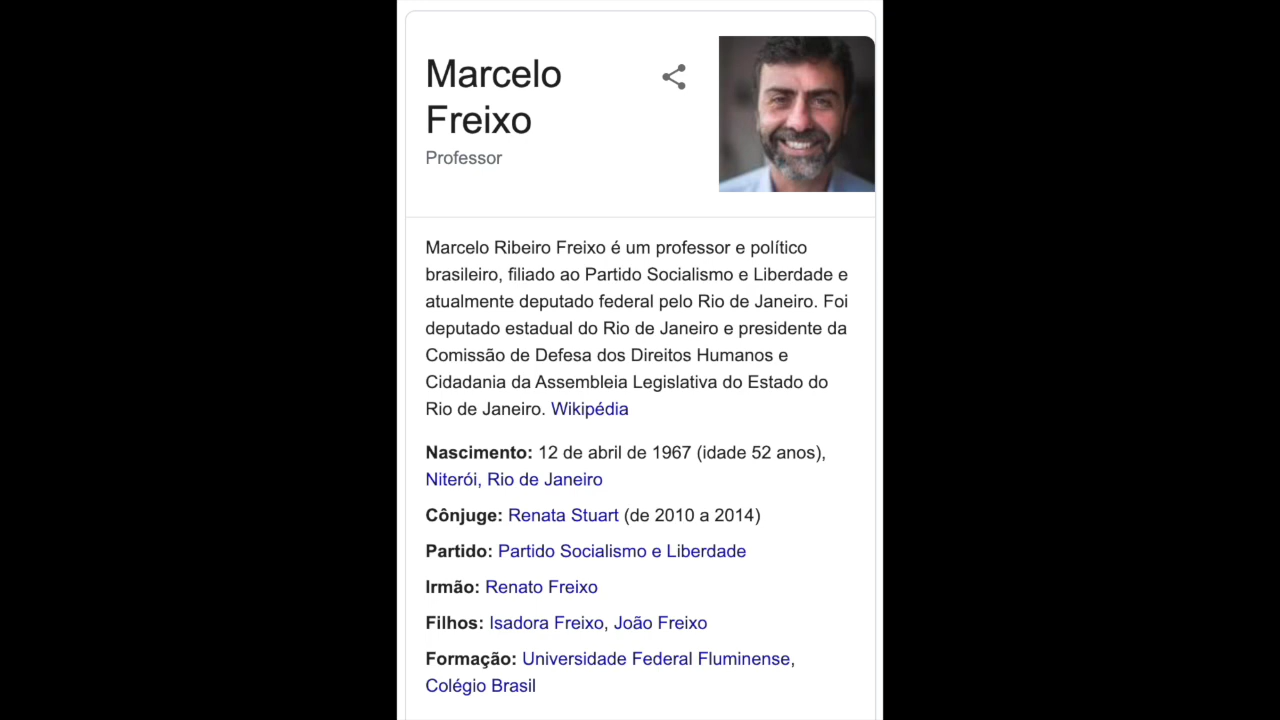 Marcelo
Freixo
Professor
Marcelo Ribeiro Freixo é um professor e político
brasileiro, filiado ao Partido Socialismo e Liberdade e
atualmente deputado federal pelo Rio de Janeiro. Foi
deputado estadual do Rio de Janeiro e presidente da
Comissão de Defesa dos Direitos Humanos e
Cidadania da Assembleia Legislativa do Estado do
Rio de Janeiro. Wikipédia
Nascimento: 12 de abril de 1967 (idade 52 anos),
Niterói, Rio de Janeiro
Cônjuge: Renata Stuart (de 2010 a 2014)
Partido: Partido Socialismo e Liberdade
Irmão: Renato Freixo
Filhos: Isadora Freixo, João Freixo
Formação: Universidade Federal Fluminense,
Colégio Brasil